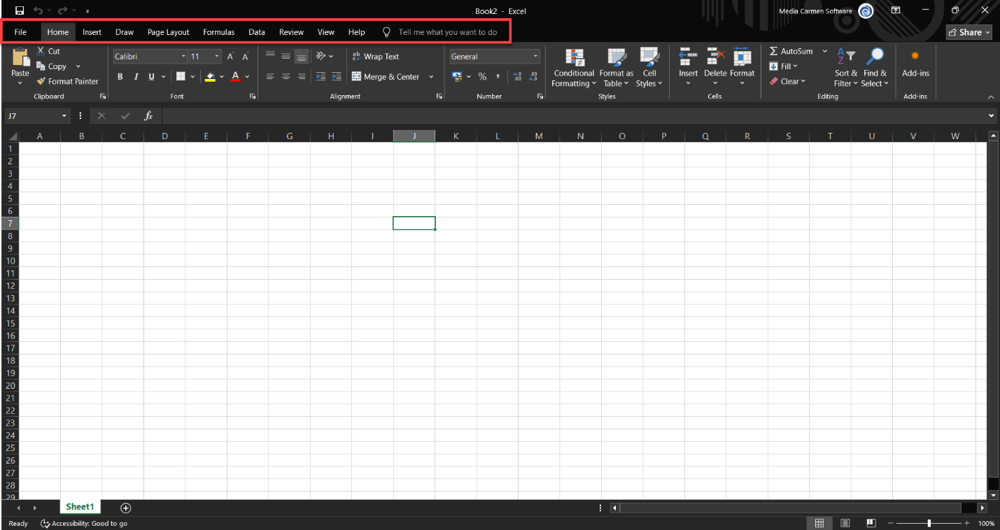 Book2 - Excel
Media Carmen Software
File Home Insert Draw Page Layout Formulas Data Review View Help Tell me what you want to do
Share
Paste
Cut
Copy
Format Painter
Clipboard
Calibri 11
B I U A
Font
ab Wrap Text
Merge & Center
Alignment
General
% ,
Number
Conditional Formatting
Format as Table
Cell Styles
Styles
Insert
Delete
Format
Cells
AutoSum
Fill
Clear
Sort & Filter
Find & Select
Editing
Add-ins
Add-ins
J7
fx
A B C D E F G H I J K L M N O P Q R S T U V W
1
2
3
4
5
6
7
8
9
10
11
12
13
14
15
16
17
18
19
20
21
22
23
24
25
26
27
28
29
Sheet1
Ready
Accessibility: Good to go
100%